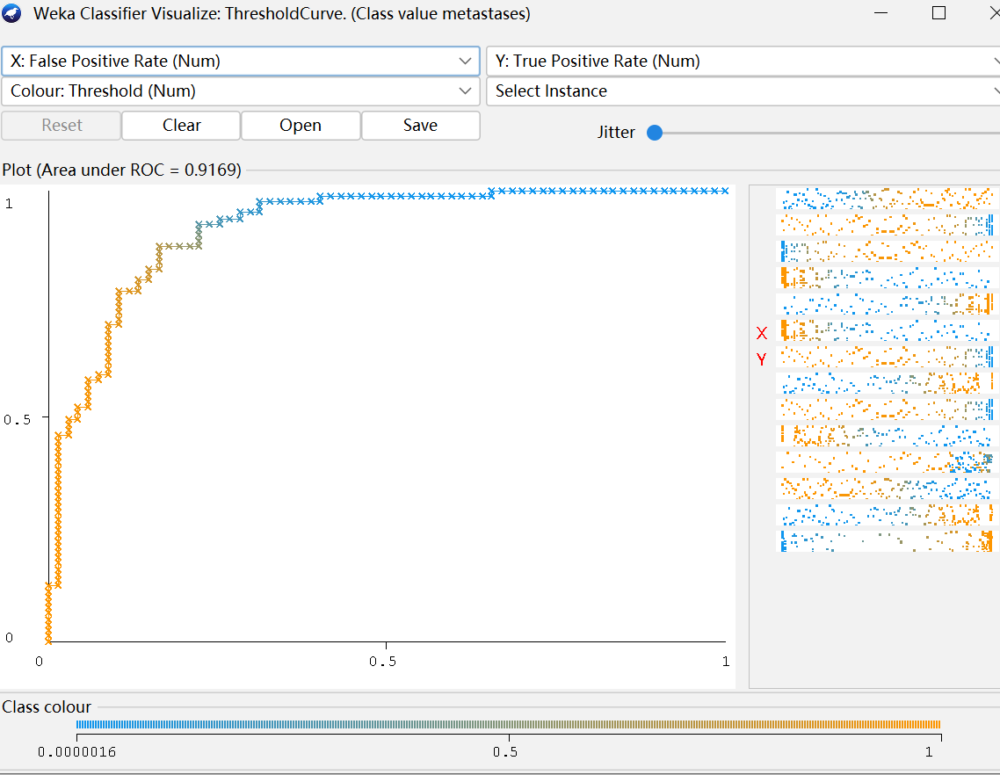 Weka Classifier Visualize: ThresholdCurve. (Class value metastases)
X: False Positive Rate (Num) Y: True Positive Rate (Num)
Colour: Threshold (Num) Select Instance
Reset Clear Open Save Jitter
Plot (Area under ROC = 0.9169)
1
X
Y
0.5
0
0 0.5 1
Class colour
0.0000016 0.5 1